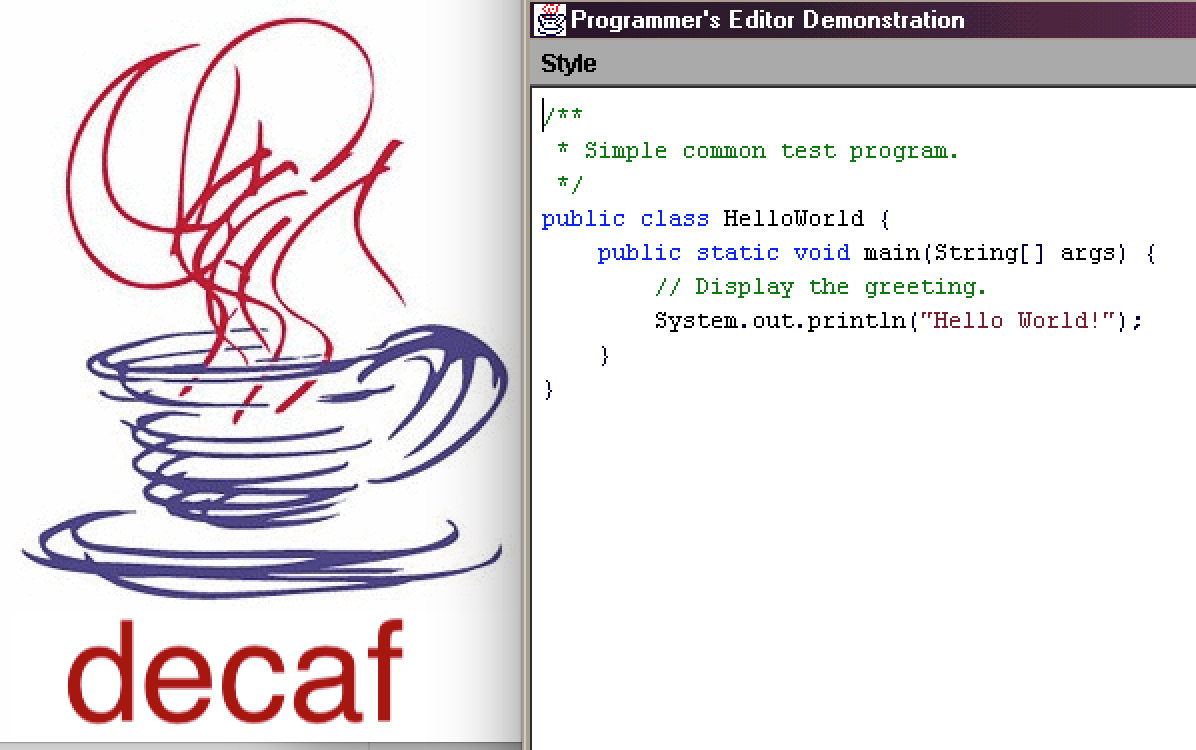 decaf
Programmer's Editor Demonstration
Style
/**
 * Simple common test program.
 */
public class HelloWorld {
    public static void main(String[] args) {
        // Display the greeting.
        System.out.println("Hello World!");
    }
}